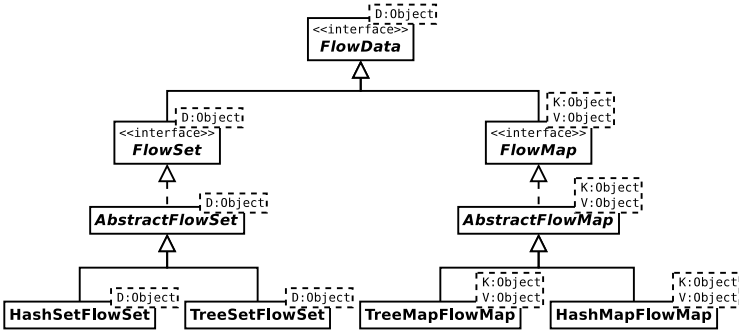 D:Object
<<interface>>
FlowData
D:Object
<<interface>>
FlowSet
K:Object
V:Object
<<interface>>
FlowMap
D:Object
AbstractFlowSet
K:Object
V:Object
AbstractFlowMap
D:Object
HashSetFlowSet
D:Object
TreeSetFlowSet
K:Object
V:Object
TreeMapFlowMap
K:Object
V:Object
HashMapFlowMap